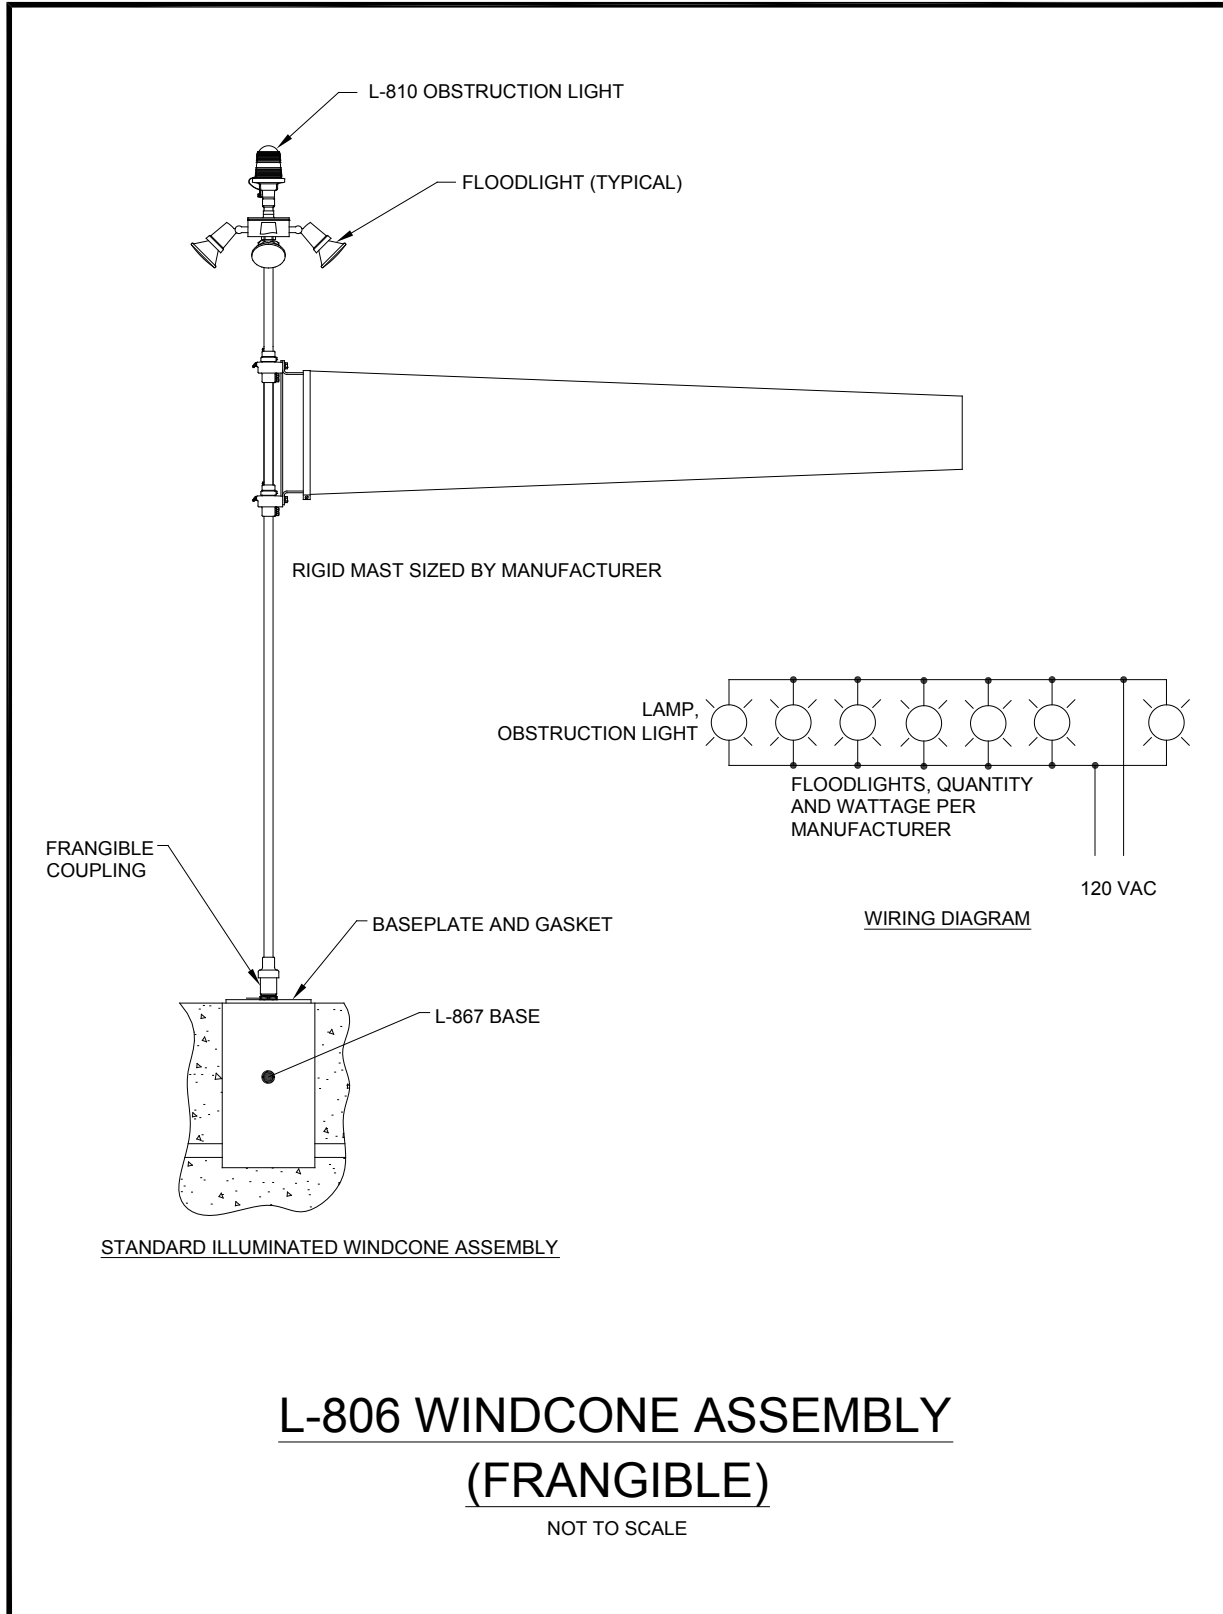 L-810 OBSTRUCTION LIGHT
FLOODLIGHT (TYPICAL)
RIGID MAST SIZED BY MANUFACTURER
LAMP,
OBSTRUCTION LIGHT
FLOODLIGHTS, QUANTITY
AND WATTAGE PER
MANUFACTURER
120 VAC
WIRING DIAGRAM
FRANGIBLE
COUPLING
BASEPLATE AND GASKET
L-867 BASE
STANDARD ILLUMINATED WINDCONE ASSEMBLY
L-806 WINDCONE ASSEMBLY
(FRANGIBLE)
NOT TO SCALE